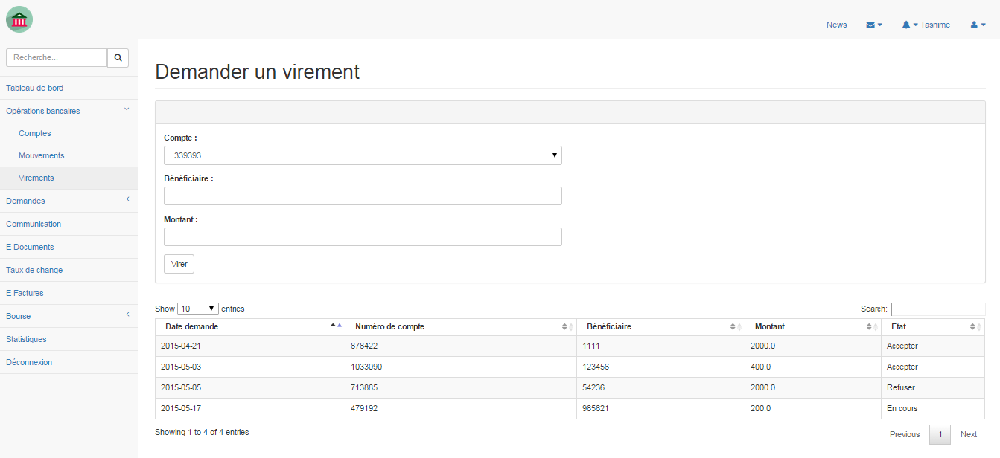 News
Tasnime
Recherche...
Tableau de bord
Opérations bancaires
Comptes
Mouvements
Virements
Demandes
Communication
E-Documents
Taux de change
E-Factures
Bourse
Statistiques
Déconnexion
Demander un virement
Compte :
339393
Bénéficiaire :
Montant :
Virer
Show 10 entries Search:
Date demande Numéro de compte Bénéficiaire Montant Etat
2015-04-21 878422 1111 2000.0 Accepter
2015-05-03 1033090 123456 400.0 Accepter
2015-05-05 713885 54236 2000.0 Refuser
2015-05-17 479192 985621 200.0 En cours
Showing 1 to 4 of 4 entries Previous 1 Next